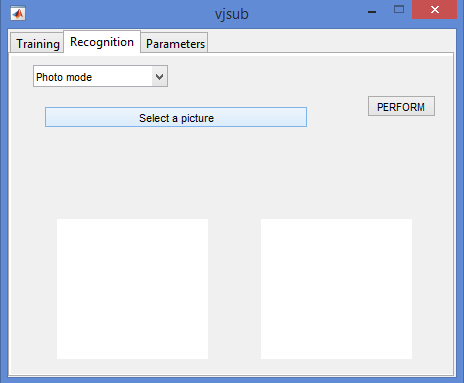 vjsub
Training Recognition Parameters
Photo mode
PERFORM
Select a picture